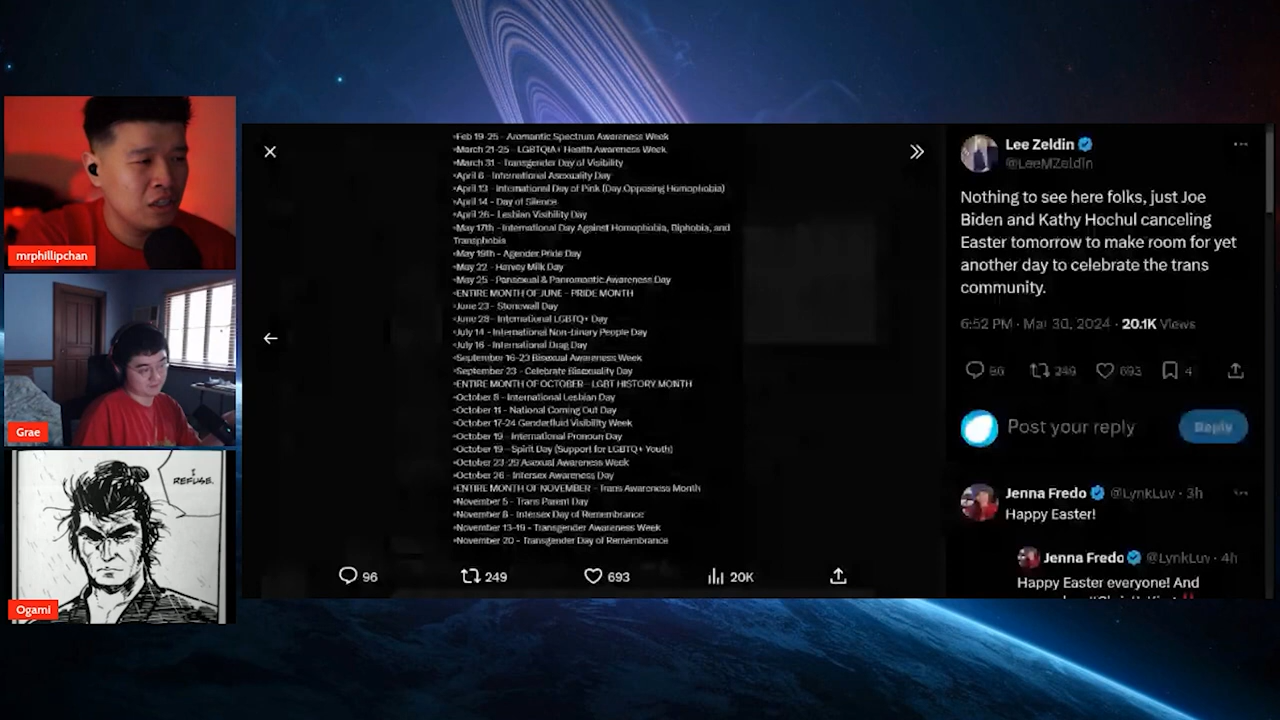 mrphillipchan
Grae
I
REFUSE.
Ogami
•Feb 19-25 - Aromantic Spectrum Awareness Week
•March 21-25 - LGBTQIA+ Health Awareness Week
•March 31 - Transgender Day of Visibility
•April 6 - International Asexuality Day
•April 13 - International Day of Pink (Day Opposing Homophobia)
•April 14 - Day of Silence
•April 26 - Lesbian Visibility Day
•May 17th - International Day Against Homophobia, Biphobia, and
Transphobia
•May 19th - Agender Pride Day
•May 22 - Harvey Milk Day
•May 25 - Pansexual & Panromantic Awareness Day
•ENTIRE MONTH OF JUNE - PRIDE MONTH
•June 23 - Stonewall Day
•June 28 - International LGBTQ+ Day
•July 14 - International Non-binary People Day
•July 16 - International Drag Day
•September 16-23 Bisexual Awareness Week
•September 23 - Celebrate Bisexuality Day
•ENTIRE MONTH OF OCTOBER - LGBT HISTORY MONTH
•October 8 - International Lesbian Day
•October 11 - National Coming Out Day
•October 17-24 Genderfluid Visibility Week
•October 19 - International Pronoun Day
•October 19 - Spirit Day (Support for LGBTQ+ Youth)
•October 23-29 Asexual Awareness Week
•October 26 - Intersex Awareness Day
•ENTIRE MONTH OF NOVEMBER - Trans Awareness Month
•November 5 - Trans Parent Day
•November 8 - Intersex Day of Remembrance
•November 13-19 - Transgender Awareness Week
•November 20 - Transgender Day of Remembrance
96 249 693 20K
Lee Zeldin
@LeeMZeldin
Nothing to see here folks, just Joe
Biden and Kathy Hochul canceling
Easter tomorrow to make room for yet
another day to celebrate the trans
community.
6:52 PM · Mar 30, 2024 · 20.1K Views
96 249 693 4
Post your reply Reply
Jenna Fredo @LynkLuv · 3h
Happy Easter!
Jenna Fredo @LynkLuv · 4h
Happy Easter everyone! And